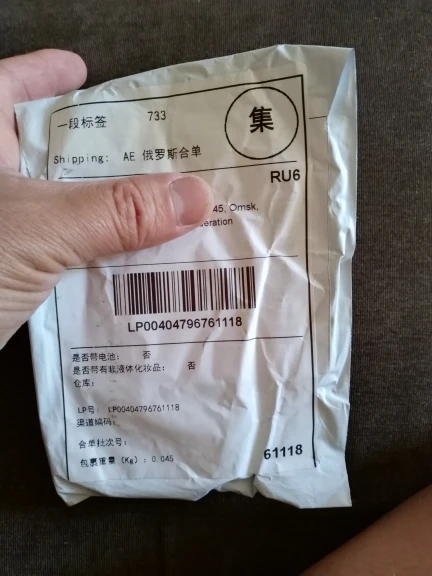 一段标签 733
集
Shipping: AE 俄罗斯合单
RU6
45, Omsk,
eration
LP00404796761118
是否带电池： 否
是否带有非液体化妆品： 否
仓库：
LP号： LP00404796761118
渠道编码：
合单批次号：
包裹重量 (Kg) : 0.045
61118